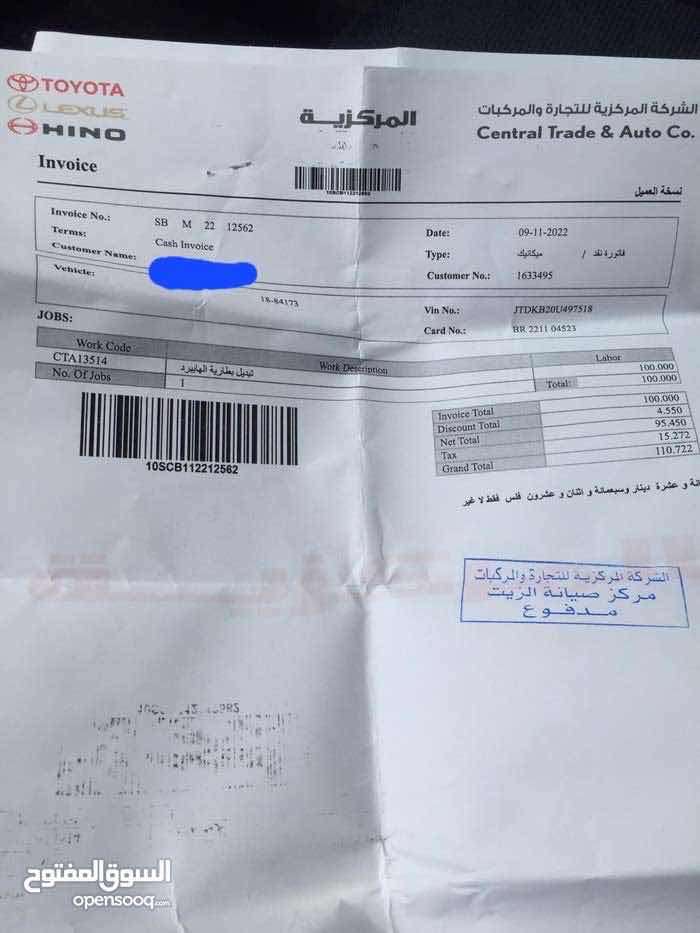 TOYOTA
LEXUS
HINO
المركزية
الشركة المركزية للتجارة والمركبات
Central Trade & Auto Co.
Invoice
10SCB112212562
نسخة العميل
Invoice No.: SB M 22 12562
Terms: Cash Invoice
Customer Name:
Date: 09-11-2022
Type: ميكانيك / فاتورة نقد
Customer No.: 1633495
Vehicle: 18-84173
Vin No.: JTDKB20U497518
Card No.: BR 2211 04523
JOBS:
Work Code Work Description Labor
CTA13514 تبديل بطارية الهايبرد 100.000
No. Of Jobs 1 Total: 100.000
Invoice Total 100.000
Discount Total 4.550
Net Total 95.450
Tax 15.272
Grand Total 110.722
10SCB112212562
و عشرة دينار وسبعمائة و اثنان و عشرون فلس فقط لا غير
الشركة المركزية للتجارة والمركبات
مركز صيانة الزيت
مدفوع
السوق المفتوح
opensooq.com